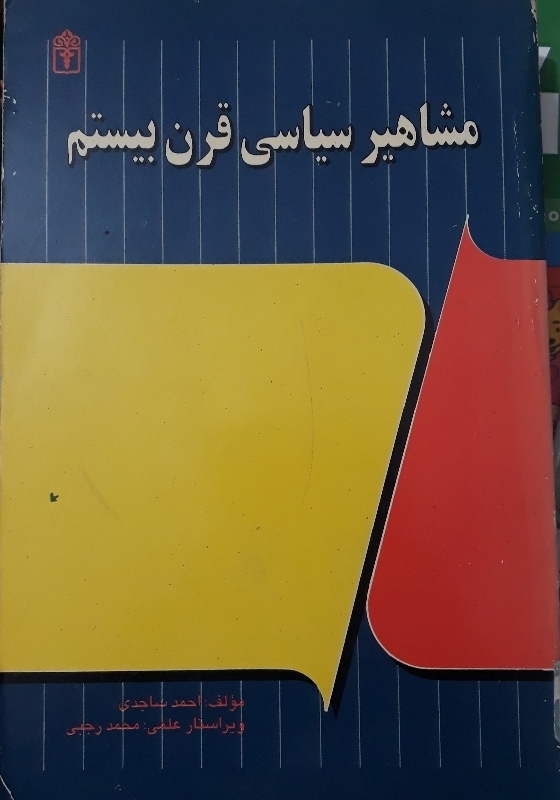 مشاهیر سیاسی قرن بیستم
مؤلف: احمد ساجدی
ویراستار علمی: محمد رجبی